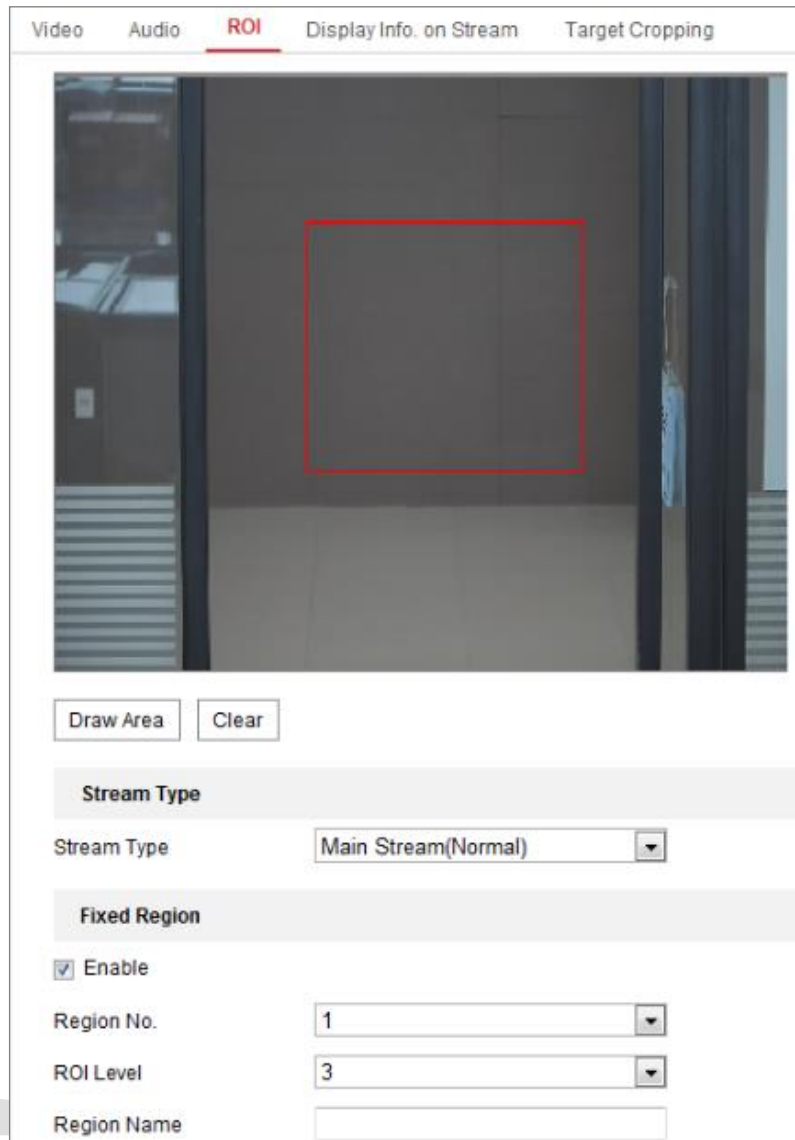 Video Audio ROI Display Info. on Stream Target Cropping
Draw Area Clear
Stream Type
Stream Type Main Stream(Normal)
Fixed Region
Enable
Region No. 1
ROI Level 3
Region Name